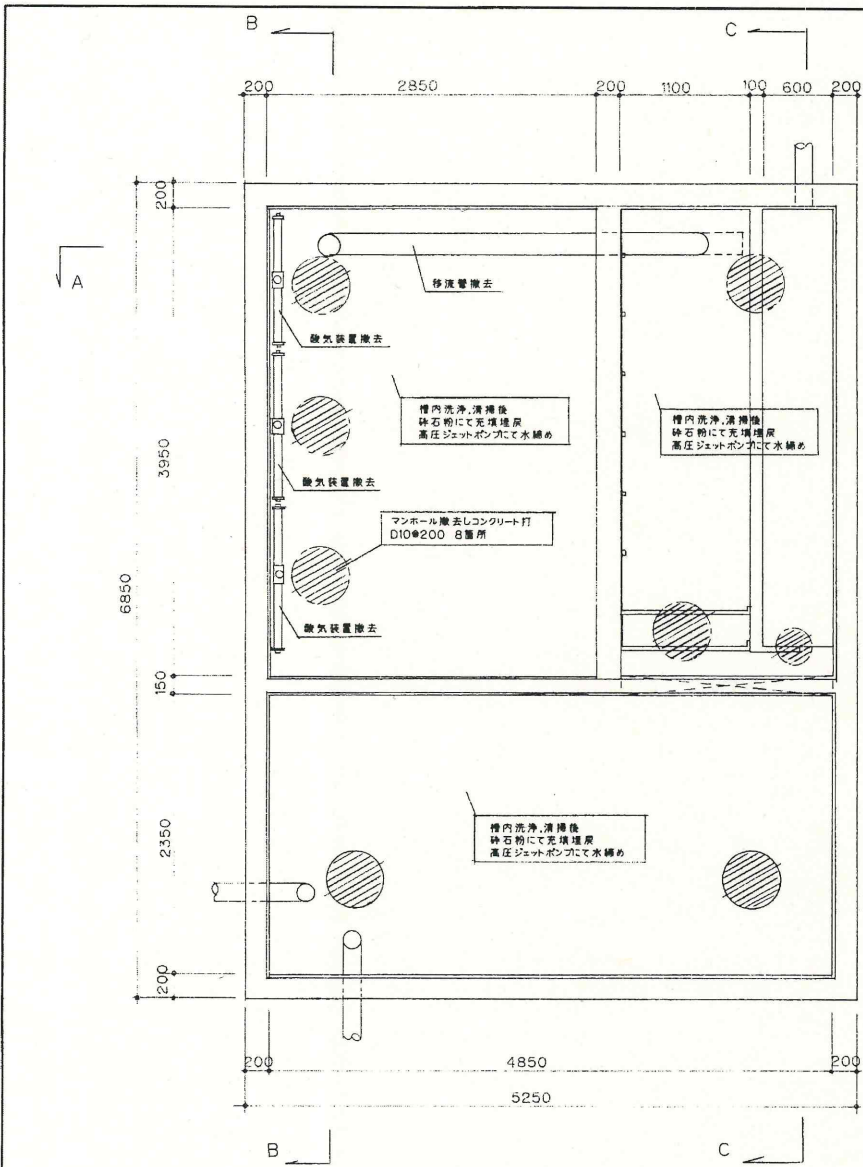 B
C
200
2850
200
1100
100
600
200
200
A
移流管撤去
酸気装置撤去
槽内洗浄,清掃後
砕石粉にて充填埋戻
高圧ジェットポンプにて水締め
槽内洗浄,清掃後
砕石粉にて充填埋戻
高圧ジェットポンプにて水締め
3950
酸気装置撤去
マンホール撤去しコンクリート打
D10@200 8箇所
6850
酸気装置撤去
150
槽内洗浄,清掃後
砕石粉にて充填埋戻
高圧ジェットポンプにて水締め
2350
200
200
4850
200
5250
B
C